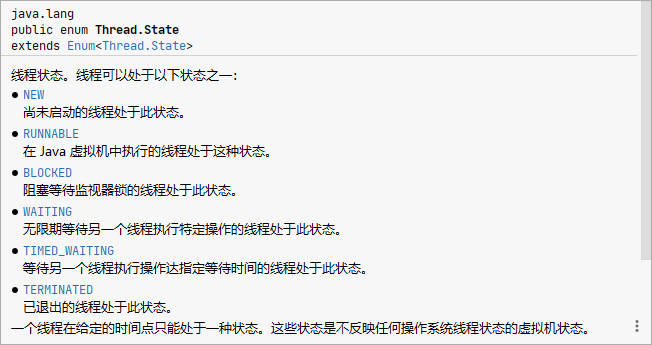 java.lang
public enum Thread.State
extends Enum<Thread.State>
线程状态。线程可以处于以下状态之一:
● NEW
尚未启动的线程处于此状态。
● RUNNABLE
在 Java 虚拟机中执行的线程处于这种状态。
● BLOCKED
阻塞等待监视器锁的线程处于此状态。
● WAITING
无限期等待另一个线程执行特定操作的线程处于此状态。
● TIMED_WAITING
等待另一个线程执行操作达指定等待时间的线程处于此状态。
● TERMINATED
已退出的线程处于此状态。
一个线程在给定的时间点只能处于一种状态。这些状态是不反映任何操作系统线程状态的虚拟机状态。